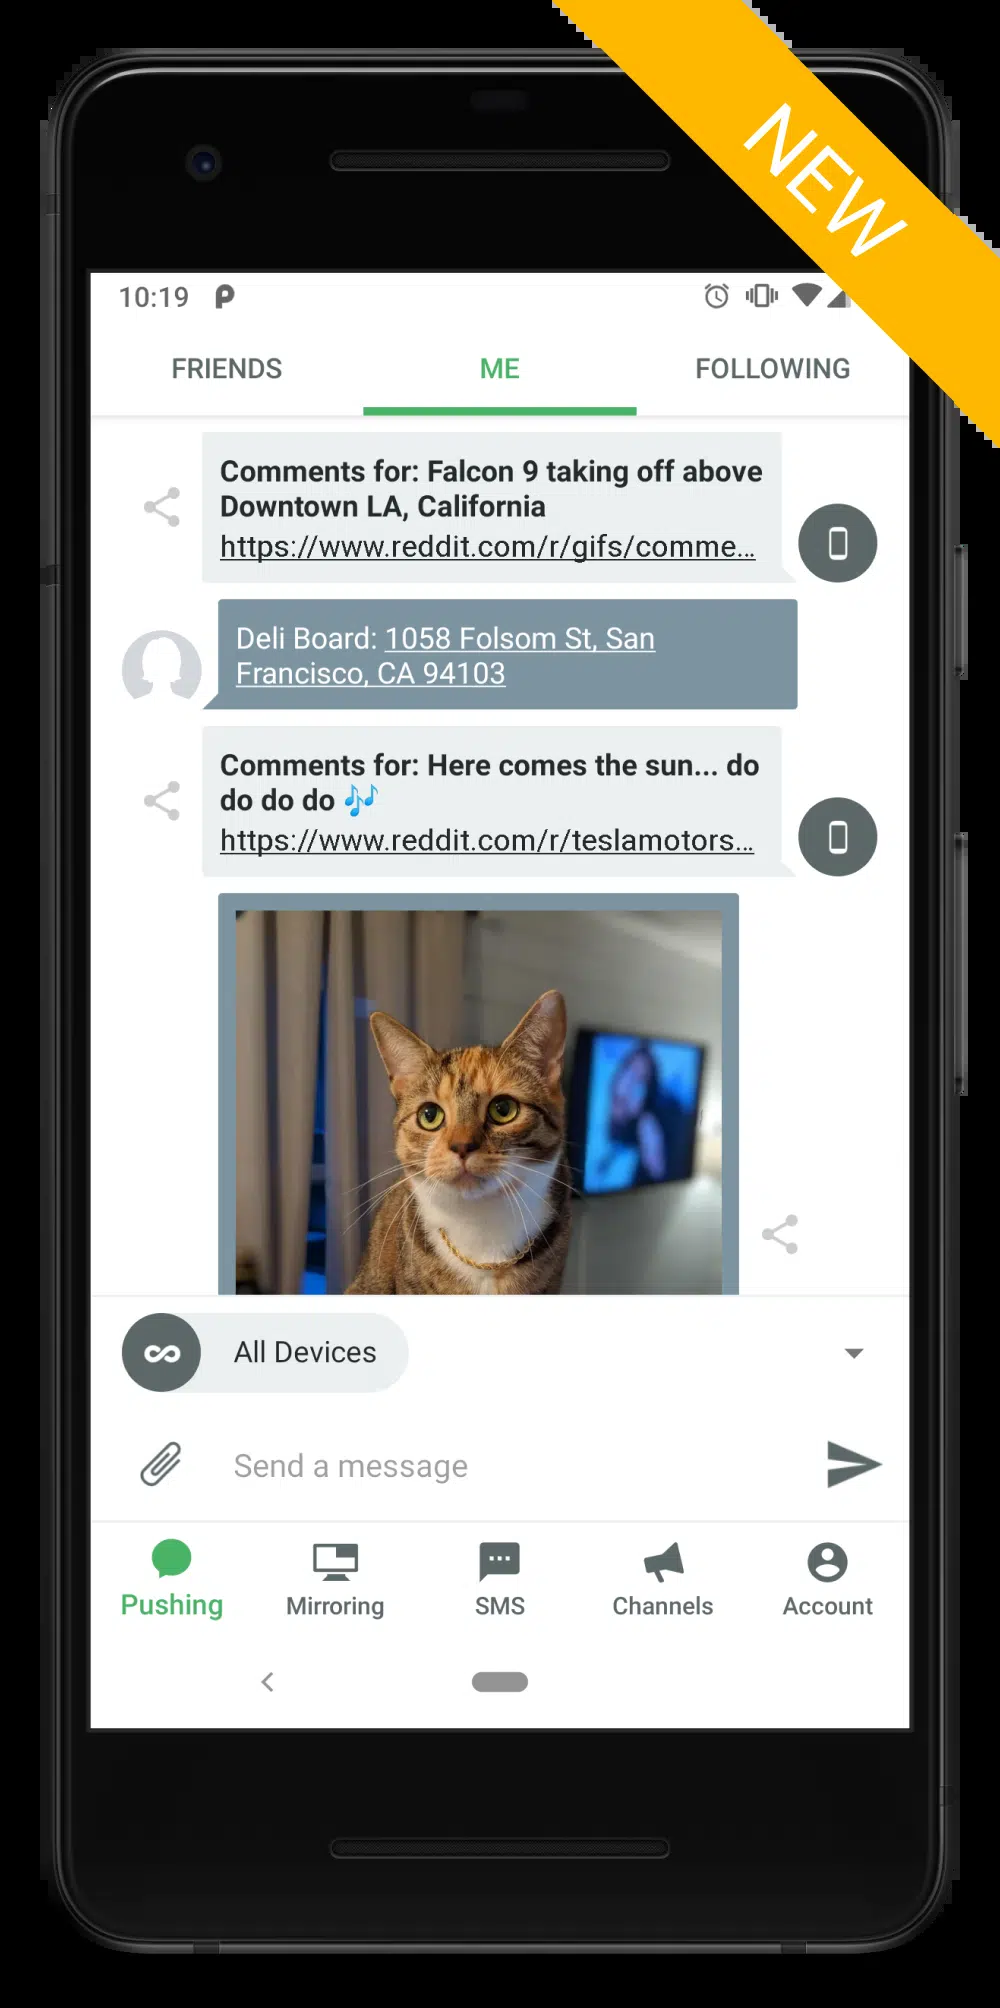 NEW
10:19
FRIENDS
ME
FOLLOWING
Comments for: Falcon 9 taking off above
Downtown LA, California
https://www.reddit.com/r/gifs/comme...
Deli Board: 1058 Folsom St, San
Francisco, CA 94103
Comments for: Here comes the sun... do
do do do 🎶
https://www.reddit.com/r/teslamotors...
All Devices
Send a message
Pushing
Mirroring
SMS
Channels
Account